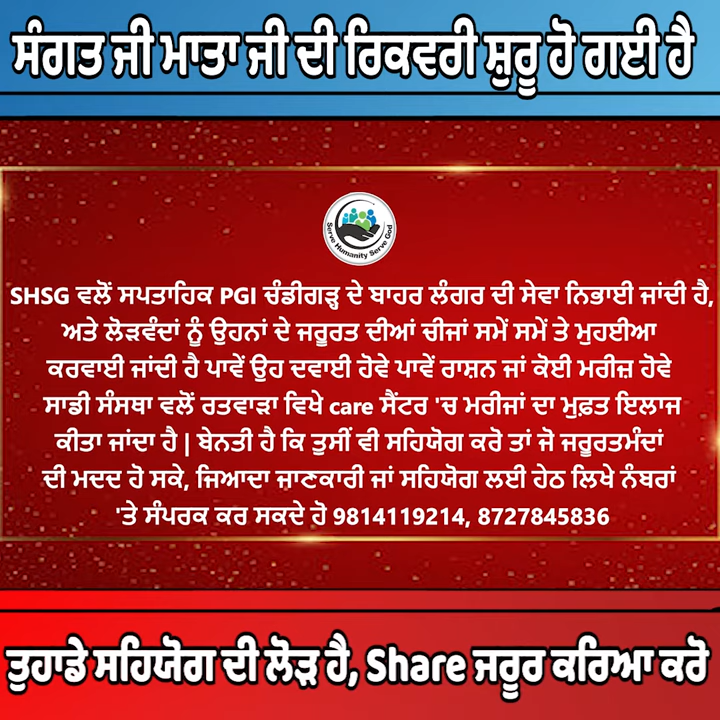 ਸੰਗਤ ਜੀ ਮਾਤਾ ਜੀ ਦੀ ਰਿਕਵਰੀ ਸ਼ੁਰੂ ਹੋ ਗਈ ਹੈ
Serve Humanity Serve God
SHSG ਵਲੋਂ ਸਪਤਾਹਿਕ PGI ਚੰਡੀਗੜ੍ਹ ਦੇ ਬਾਹਰ ਲੰਗਰ ਦੀ ਸੇਵਾ ਨਿਭਾਈ ਜਾਂਦੀ ਹੈ,
ਅਤੇ ਲੋੜਵੰਦਾਂ ਨੂੰ ਉਹਨਾਂ ਦੇ ਜਰੂਰਤ ਦੀਆਂ ਚੀਜਾਂ ਸਮੇਂ ਸਮੇਂ ਤੇ ਮੁਹਈਆ
ਕਰਵਾਈ ਜਾਂਦੀ ਹੈ ਪਾਵੇਂ ਉਹ ਦਵਾਈ ਹੋਵੇ ਪਾਵੇਂ ਰਾਸ਼ਨ ਜਾਂ ਕੋਈ ਮਰੀਜ਼ ਹੋਵੇ
ਸਾਡੀ ਸੰਸਥਾ ਵਲੋਂ ਰਤਵਾੜਾ ਵਿਖੇ care ਸੈਂਟਰ 'ਚ ਮਰੀਜਾਂ ਦਾ ਮੁਫ਼ਤ ਇਲਾਜ
ਕੀਤਾ ਜਾਂਦਾ ਹੈ | ਬੇਨਤੀ ਹੈ ਕਿ ਤੁਸੀਂ ਵੀ ਸਹਿਯੋਗ ਕਰੋ ਤਾਂ ਜੋ ਜਰੂਰਤਮੰਦਾਂ
ਦੀ ਮਦਦ ਹੋ ਸਕੇ, ਜਿਆਦਾ ਜਾਣਕਾਰੀ ਜਾਂ ਸਹਿਯੋਗ ਲਈ ਹੇਠ ਲਿਖੇ ਨੰਬਰਾਂ
'ਤੇ ਸੰਪਰਕ ਕਰ ਸਕਦੇ ਹੋ 9814119214, 8727845836
ਤੁਹਾਡੇ ਸਹਿਯੋਗ ਦੀ ਲੋੜ ਹੈ, Share ਜਰੂਰ ਕਰਿਆ ਕਰੋ